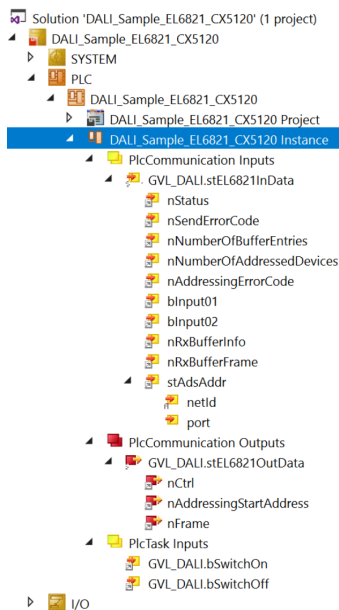 Solution 'DALI_Sample_EL6821_CX5120' (1 project)
DALI_Sample_EL6821_CX5120
SYSTEM
PLC
DALI_Sample_EL6821_CX5120
DALI_Sample_EL6821_CX5120 Project
DALI_Sample_EL6821_CX5120 Instance
PlcCommunication Inputs
GVL_DALI.stEL6821InData
nStatus
nSendErrorCode
nNumberOfBufferEntries
nNumberOfAddressedDevices
nAddressingErrorCode
bInput01
bInput02
nRxBufferInfo
nRxBufferFrame
stAdsAddr
netId
port
PlcCommunication Outputs
GVL_DALI.stEL6821OutData
nCtrl
nAddressingStartAddress
nFrame
PlcTask Inputs
GVL_DALI.bSwitchOn
GVL_DALI.bSwitchOff
I/O